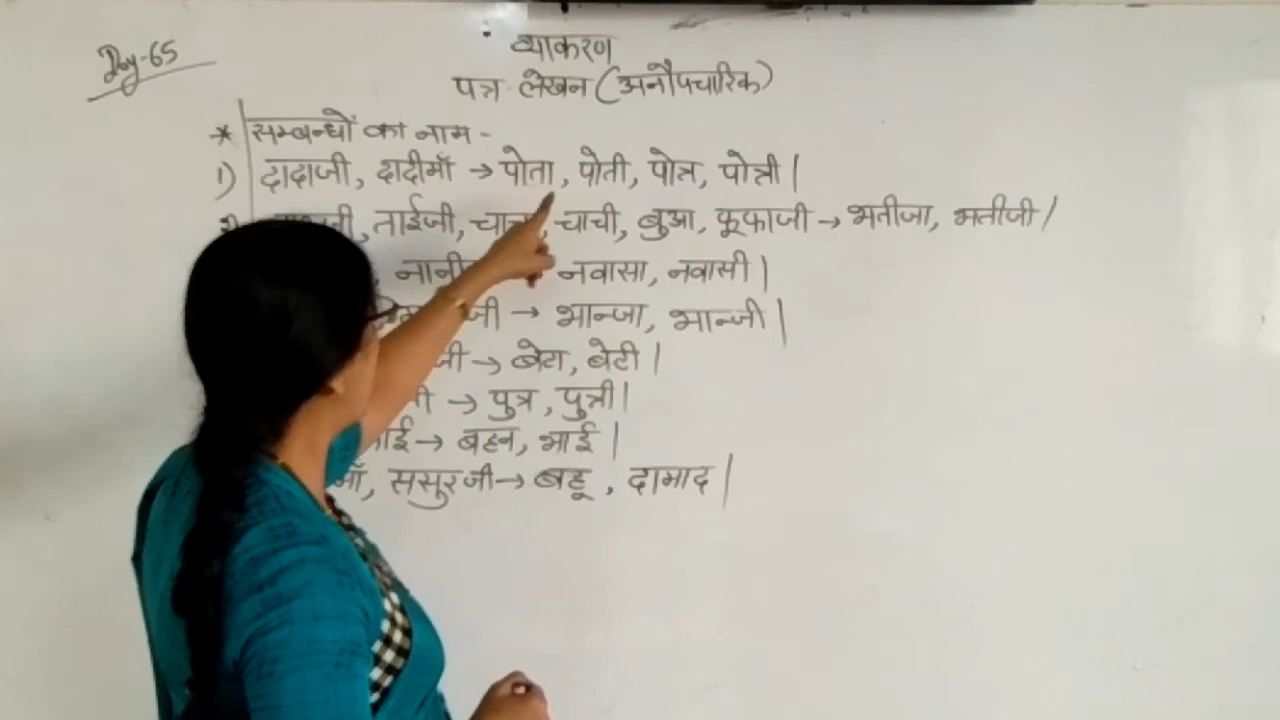 Day-65
व्याकरण
पत्र-लेखन (अनौपचारिक)
* सम्बन्धों का नाम -
1) दादाजी, दादीमाँ → पोता, पोती, पोत्र, पोत्री |
ताईजी, चाची, बुआ, फूफाजी → भतीजा, भतीजी |
नवासा, नवासी |
जी → भान्जा, भान्जी |
जी → बेटा, बेटी |
→ पुत्र, पुत्री |
भाई → बहन, भाई |
ससुरजी → बहू, दामाद |